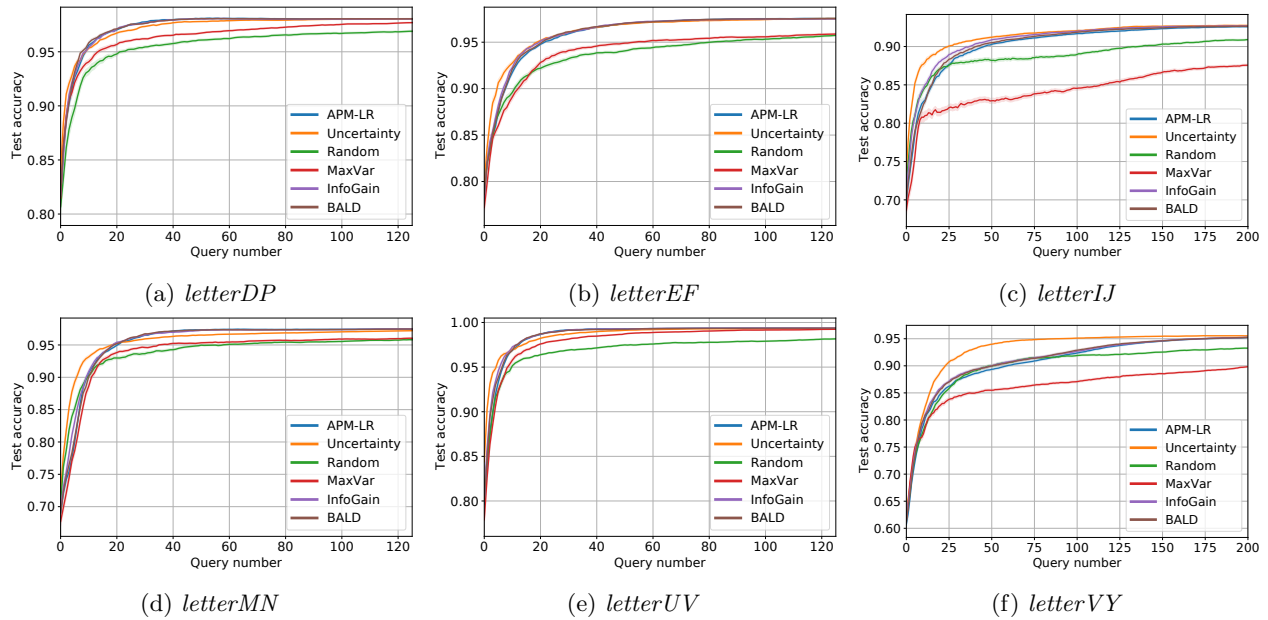 Test accuracy
0.95
0.90
0.85
0.80
APM-LR
Uncertainty
Random
MaxVar
InfoGain
BALD
0 20 40 60 80 100 120
Query number
(a) letterDP
Test accuracy
1.00
0.95
0.90
0.85
0.80
APM-LR
Uncertainty
Random
MaxVar
InfoGain
BALD
0 20 40 60 80 100 120
Query number
(b) letterEF
Test accuracy
0.90
0.85
0.80
0.75
0.70
APM-LR
Uncertainty
Random
MaxVar
InfoGain
BALD
0 25 50 75 100 125 150 175 200
Query number
(c) letterIJ
Test accuracy
0.95
0.90
0.85
0.80
0.75
0.70
APM-LR
Uncertainty
Random
MaxVar
InfoGain
BALD
0 20 40 60 80 100 120
Query number
(d) letterMN
Test accuracy
1.00
0.95
0.90
0.85
0.80
APM-LR
Uncertainty
Random
MaxVar
InfoGain
BALD
0 20 40 60 80 100 120
Query number
(e) letterUV
Test accuracy
0.95
0.90
0.85
0.80
0.75
0.70
0.65
0.60
APM-LR
Uncertainty
Random
MaxVar
InfoGain
BALD
0 25 50 75 100 125 150 175 200
Query number
(f) letterVY